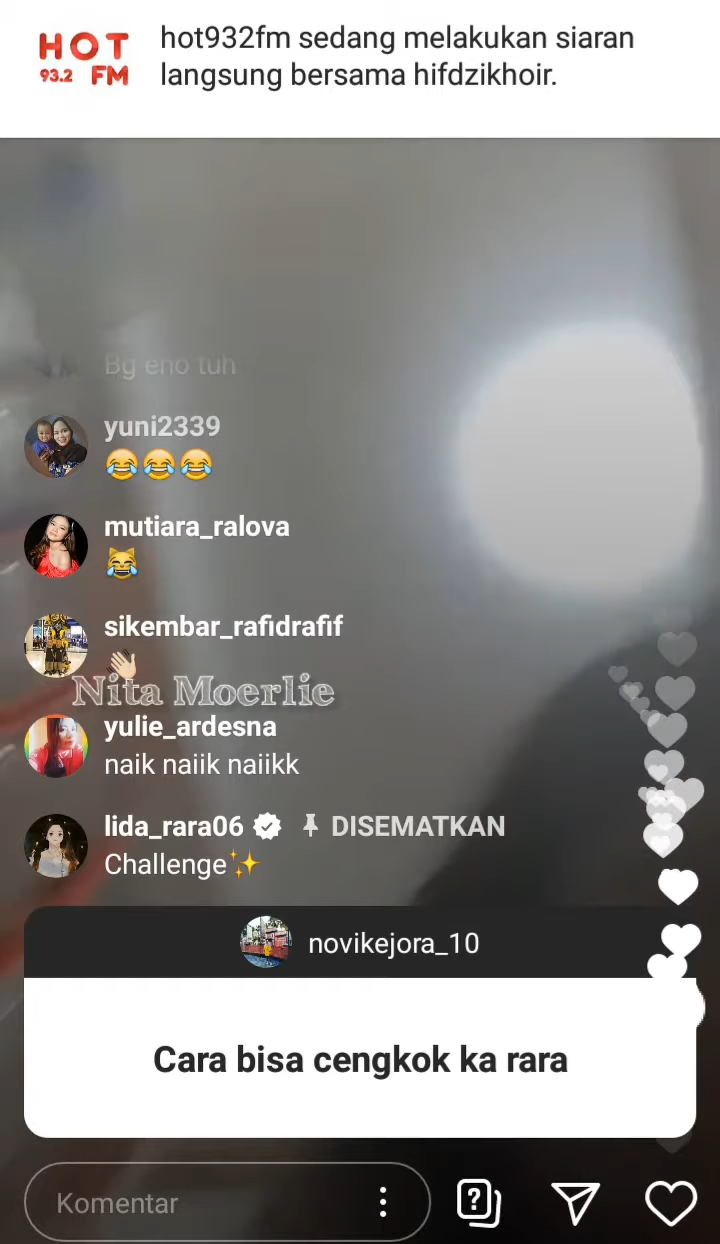 HOT
93.2 FM
hot932fm sedang melakukan siaran
langsung bersama hifdzikhoir.
Bg eno tuh
yuni2339
😂😂😂
mutiara_ralova
😹
sikembar_rafidrafif
👋🏻
Nita Moerlie
yulie_ardesna
naik naiik naiikk
lida_rara06 DISEMATKAN
Challenge✨
novikejora_10
Cara bisa cengkok ka rara
Komentar